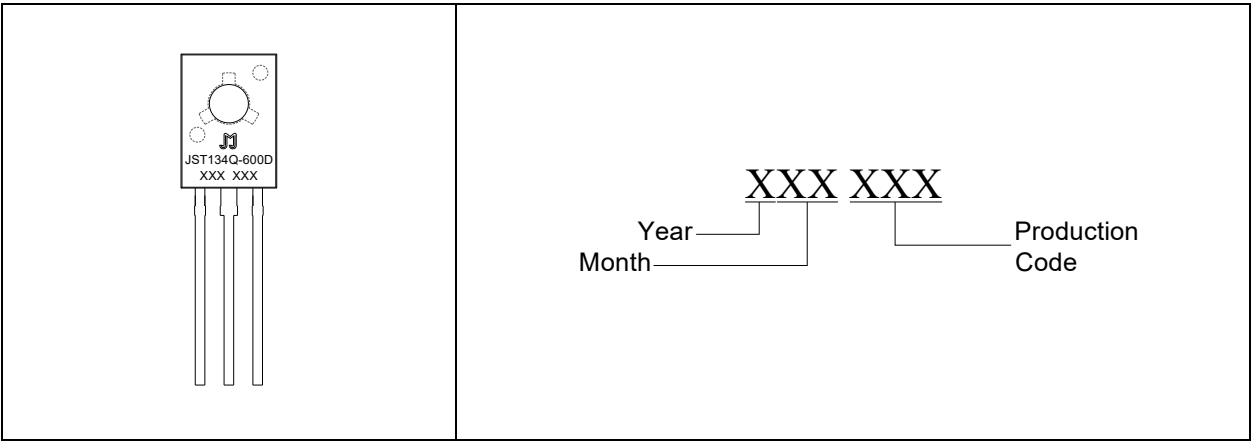 JJ
JST134Q-600D
XXX XXX
XXX XXX
Year
Month
Production
Code